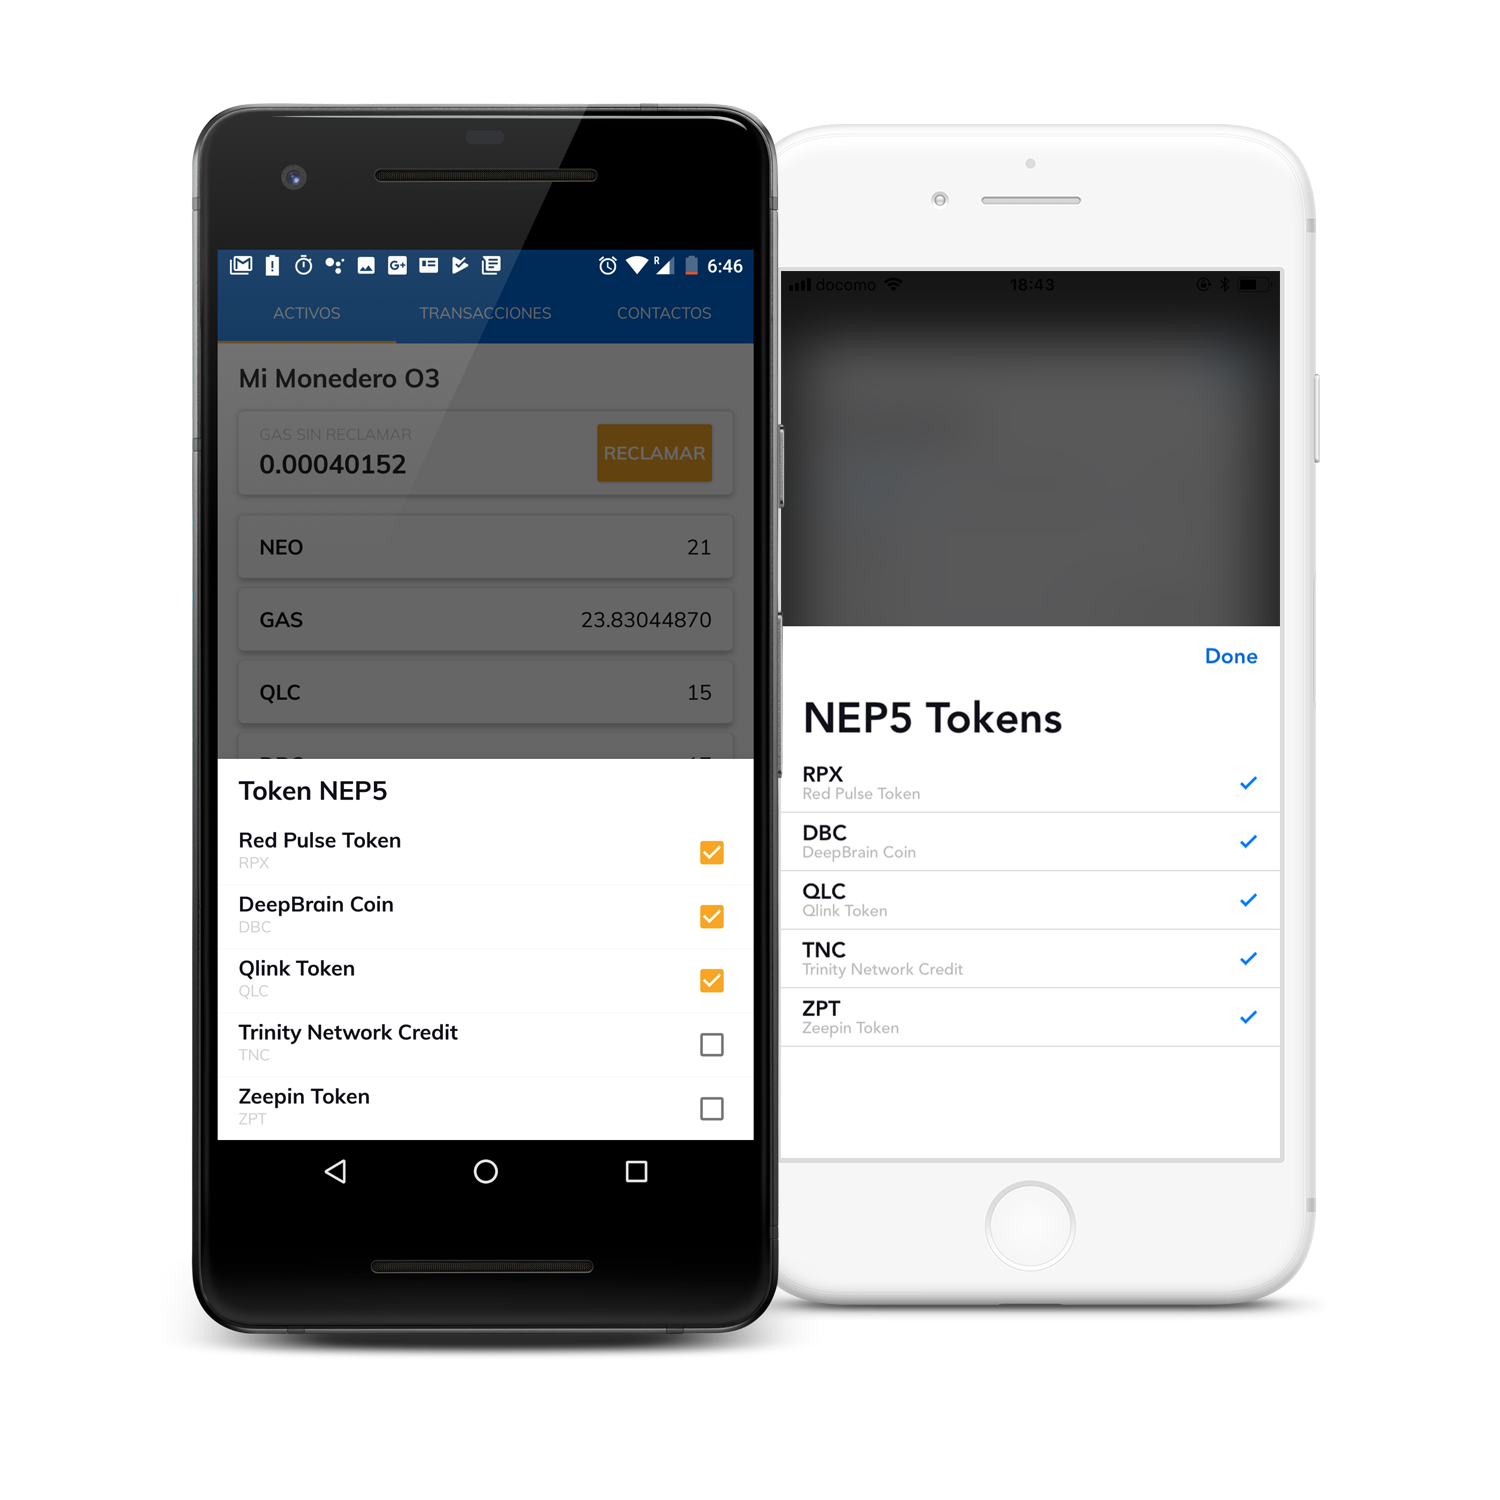 6:46
ACTIVOS TRANSACCIONES CONTACTOS
Mi Monedero O3
GAS SIN RECLAMAR
0.00040152
RECLAMAR
NEO 21
GAS 23.83044870
QLC 15
Token NEP5
Red Pulse Token
RPX
DeepBrain Coin
DBC
Qlink Token
QLC
Trinity Network Credit
TNC
Zeepin Token
ZPT
docomo 18:43
Done
NEP5 Tokens
RPX
Red Pulse Token
DBC
DeepBrain Coin
QLC
Qlink Token
TNC
Trinity Network Credit
ZPT
Zeepin Token